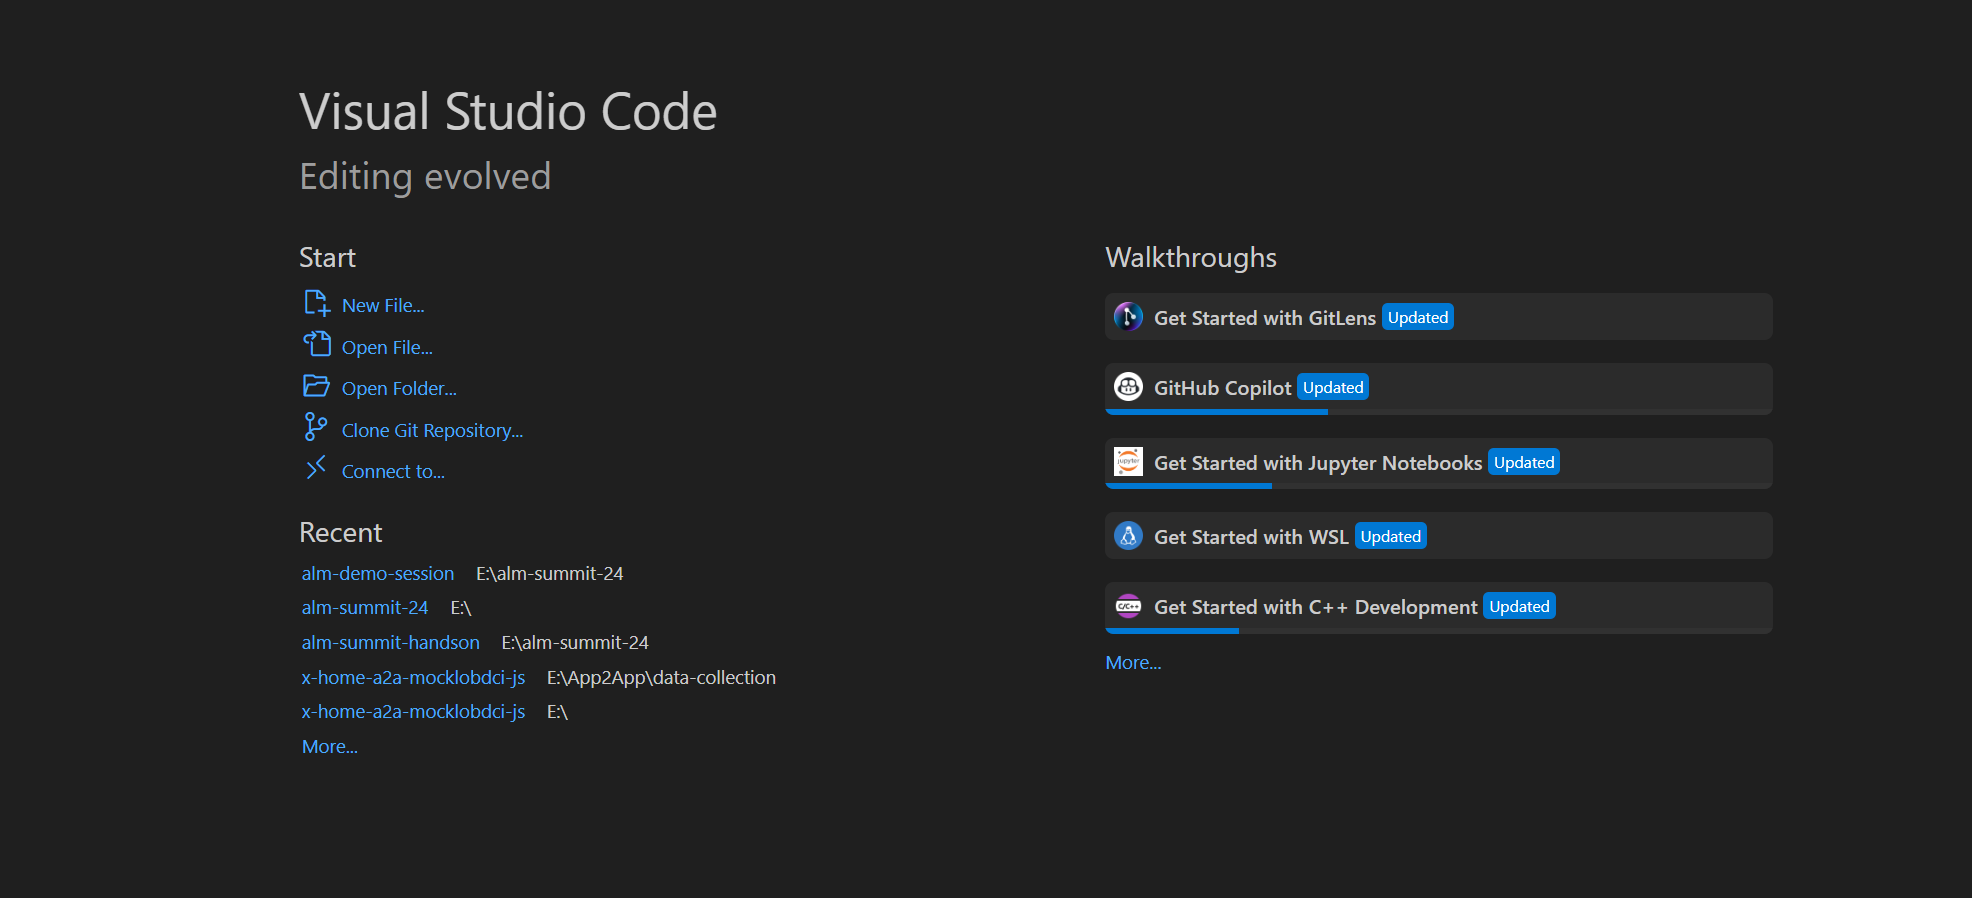 Visual Studio Code
Editing evolved
Start
New File...
Open File...
Open Folder...
Clone Git Repository...
Connect to...
Recent
alm-demo-session E:\alm-summit-24
alm-summit-24 E:\
alm-summit-handson E:\alm-summit-24
x-home-a2a-mocklobdci-js E:\App2App\data-collection
x-home-a2a-mocklobdci-js E:\
More...
Walkthroughs
Get Started with GitLens Updated
GitHub Copilot Updated
jupyter
Get Started with Jupyter Notebooks Updated
Get Started with WSL Updated
C/C++
Get Started with C++ Development Updated
More...